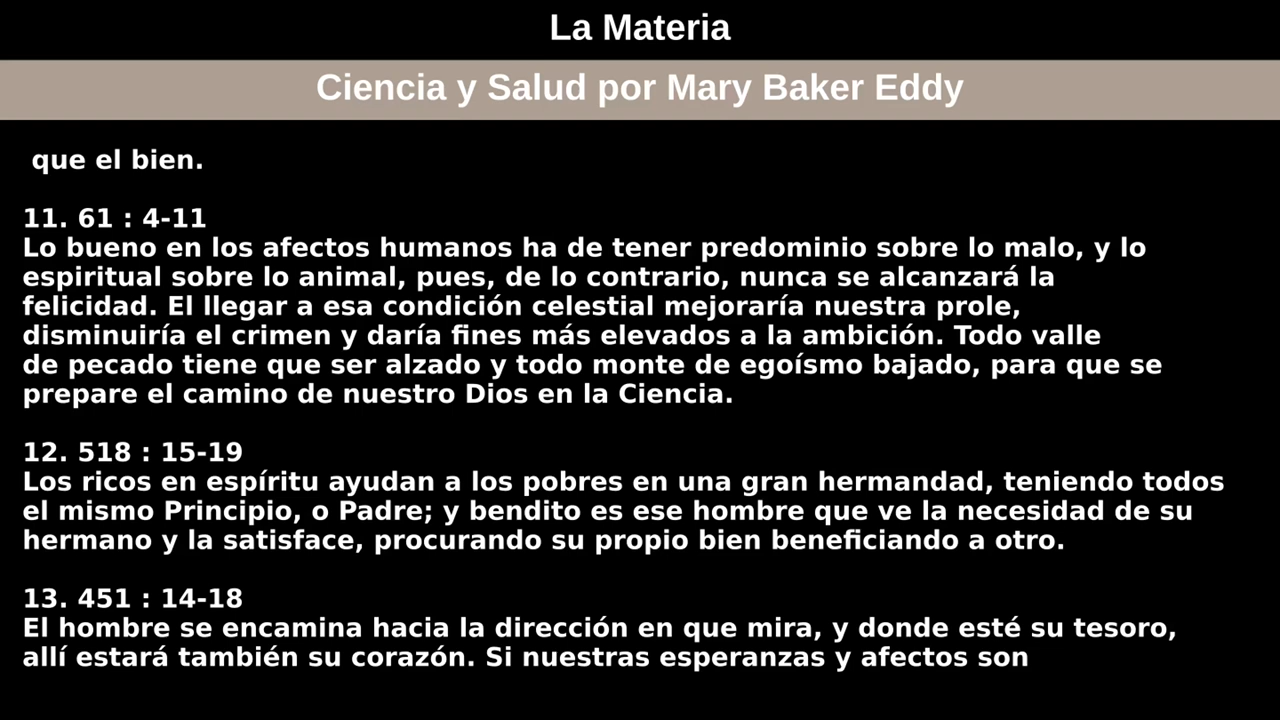 La Materia
Ciencia y Salud por Mary Baker Eddy
que el bien.
11. 61 : 4-11
Lo bueno en los afectos humanos ha de tener predominio sobre lo malo, y lo
espiritual sobre lo animal, pues, de lo contrario, nunca se alcanzará la
felicidad. El llegar a esa condición celestial mejoraría nuestra prole,
disminuiría el crimen y daría fines más elevados a la ambición. Todo valle
de pecado tiene que ser alzado y todo monte de egoísmo bajado, para que se
prepare el camino de nuestro Dios en la Ciencia.
12. 518 : 15-19
Los ricos en espíritu ayudan a los pobres en una gran hermandad, teniendo todos
el mismo Principio, o Padre; y bendito es ese hombre que ve la necesidad de su
hermano y la satisface, procurando su propio bien beneficiando a otro.
13. 451 : 14-18
El hombre se encamina hacia la dirección en que mira, y donde esté su tesoro,
allí estará también su corazón. Si nuestras esperanzas y afectos son